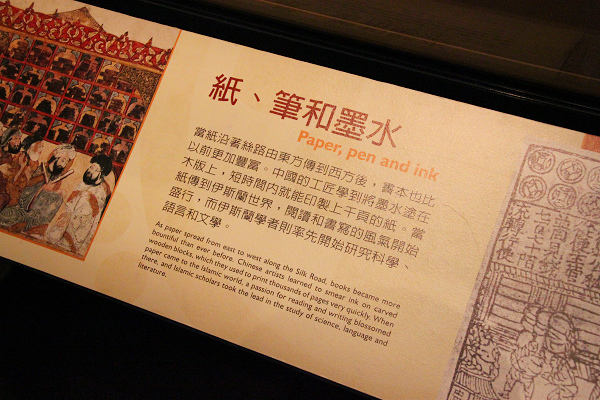 紙、筆和墨水
Paper, pen and ink
當紙沿著絲路由東方傳到西方後，書本也比
以前更加豐富。中國的工匠學到將墨水塗在
木版上，短時間內就能印製上千頁的紙。當
紙傳到伊斯蘭世界，閱讀和書寫的風氣開始
盛行，而伊斯蘭學者則率先開始研究科學、
語言和文學。
As paper spread from east to west along the Silk Road, books became more
bountiful than ever before. Chinese artists learned to smear ink on carved
wooden blocks, which they used to print thousands of pages very quickly. When
paper came to the Islamic world, a passion for reading and writing blossomed
there, and Islamic scholars took the lead in the study of science, language and
literature.